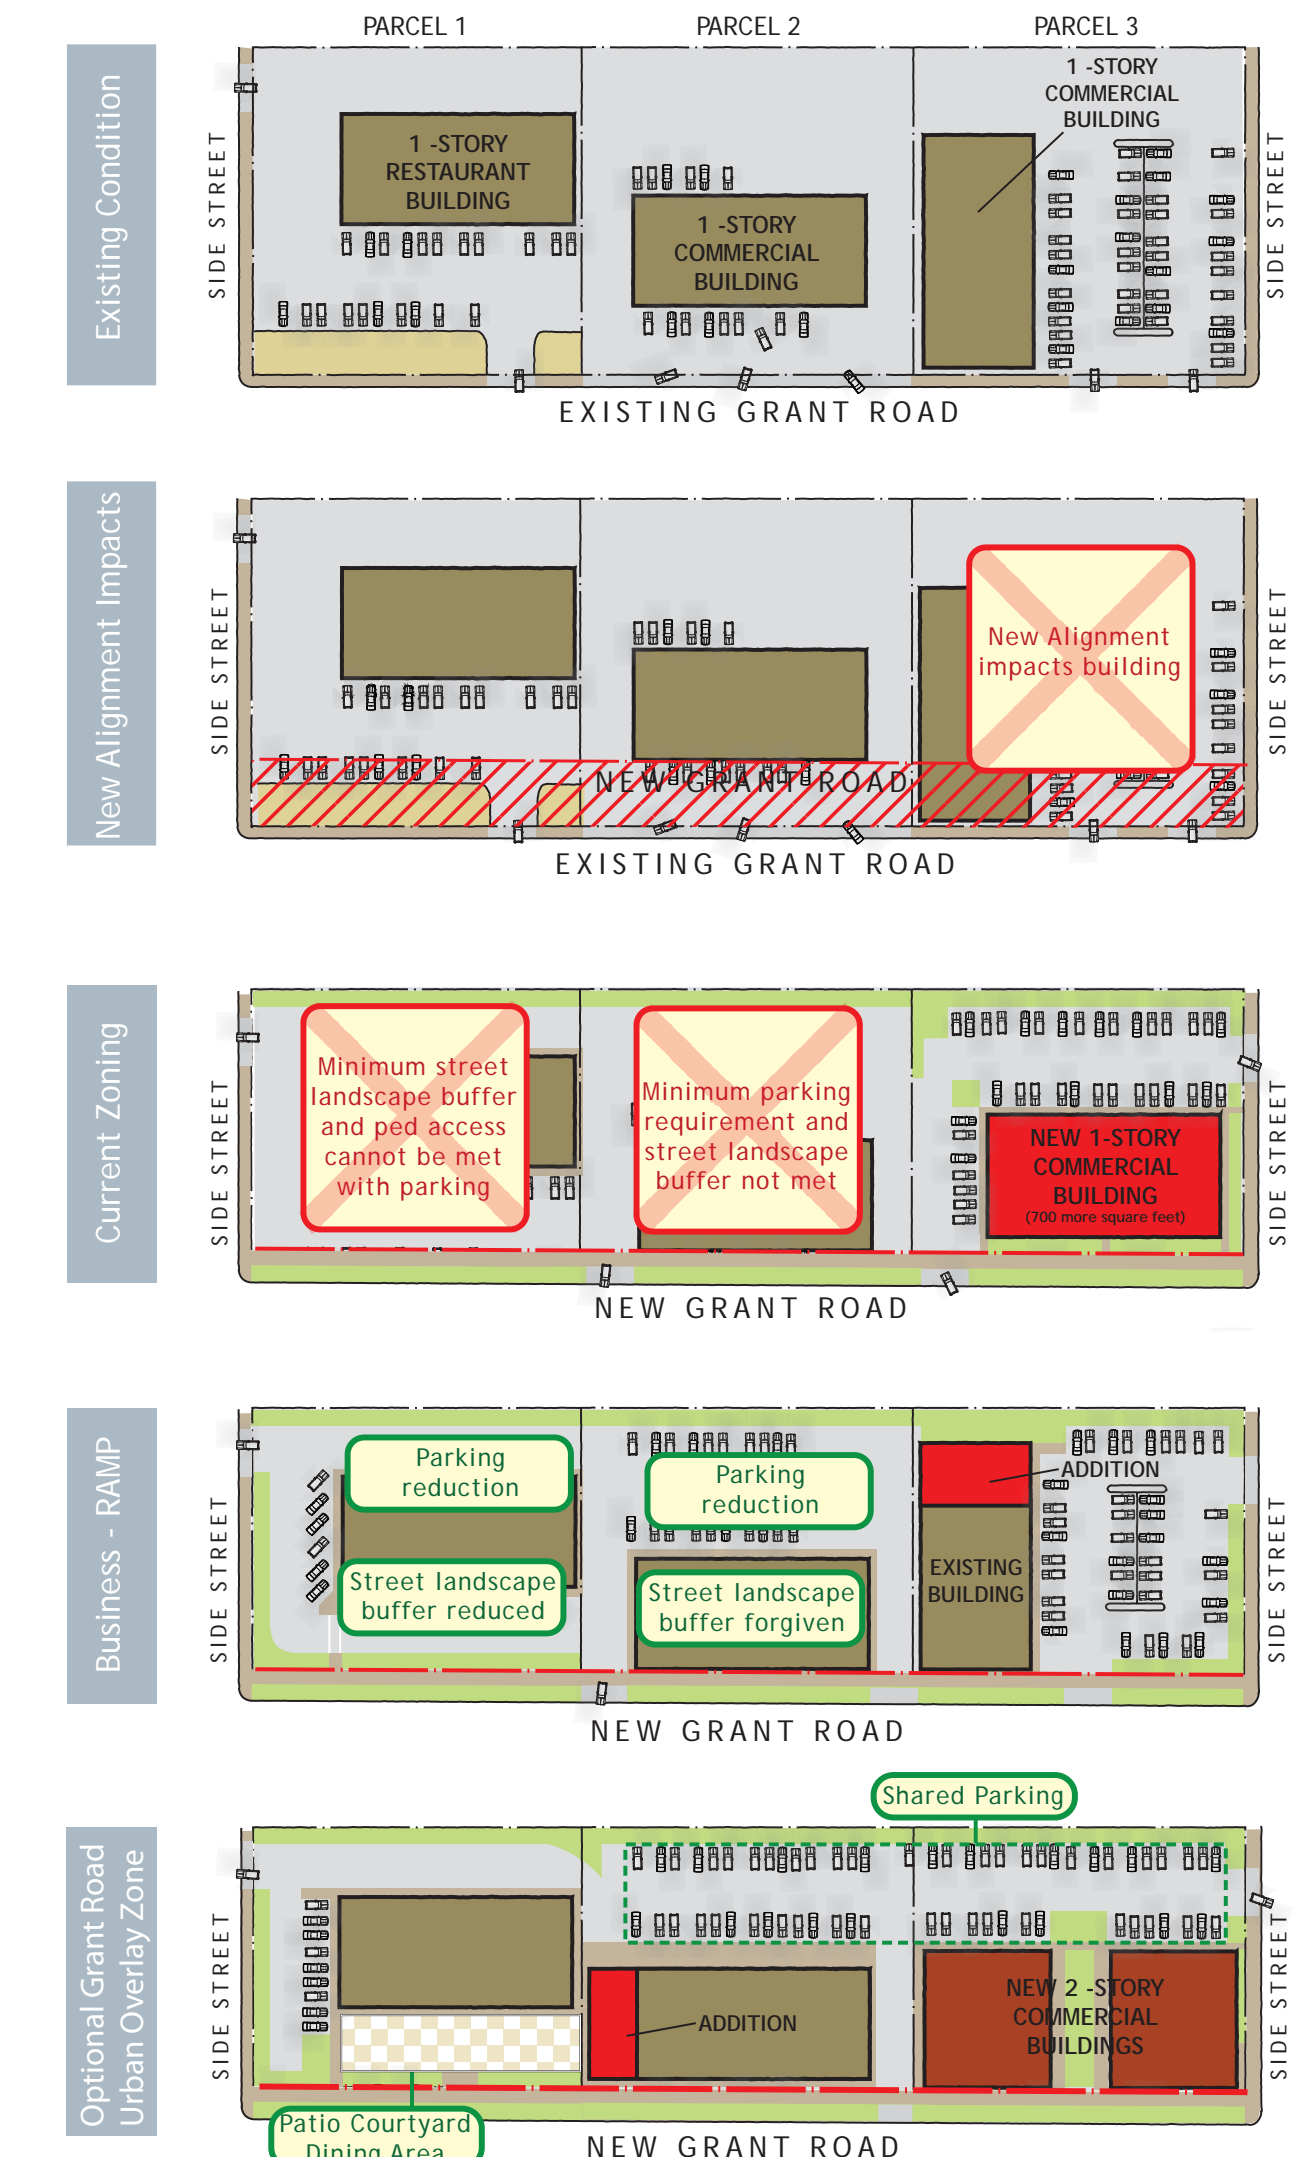 PARCEL 1
PARCEL 2
PARCEL 3
Existing Condition
SIDE STREET
1 -STORY
RESTAURANT
BUILDING
1 -STORY
COMMERCIAL
BUILDING
1 -STORY
COMMERCIAL
BUILDING
SIDE STREET
EXISTING GRANT ROAD
New Alignment Impacts
SIDE STREET
New Alignment
impacts building
SIDE STREET
NEW GRANT ROAD
EXISTING GRANT ROAD
Current Zoning
SIDE STREET
Minimum street
landscape buffer
and ped access
cannot be met
with parking
Minimum parking
requirement and
street landscape
buffer not met
NEW 1-STORY
COMMERCIAL
BUILDING
(700 more square feet)
SIDE STREET
NEW GRANT ROAD
Business - RAMP
SIDE STREET
Parking
reduction
Street landscape
buffer reduced
Parking
reduction
Street landscape
buffer forgiven
ADDITION
EXISTING
BUILDING
SIDE STREET
NEW GRANT ROAD
Shared Parking
Optional Grant Road
Urban Overlay Zone
SIDE STREET
ADDITION
NEW 2 -STORY
COMMERCIAL
BUILDINGS
SIDE STREET
Patio Courtyard
Dining Area
NEW GRANT ROAD